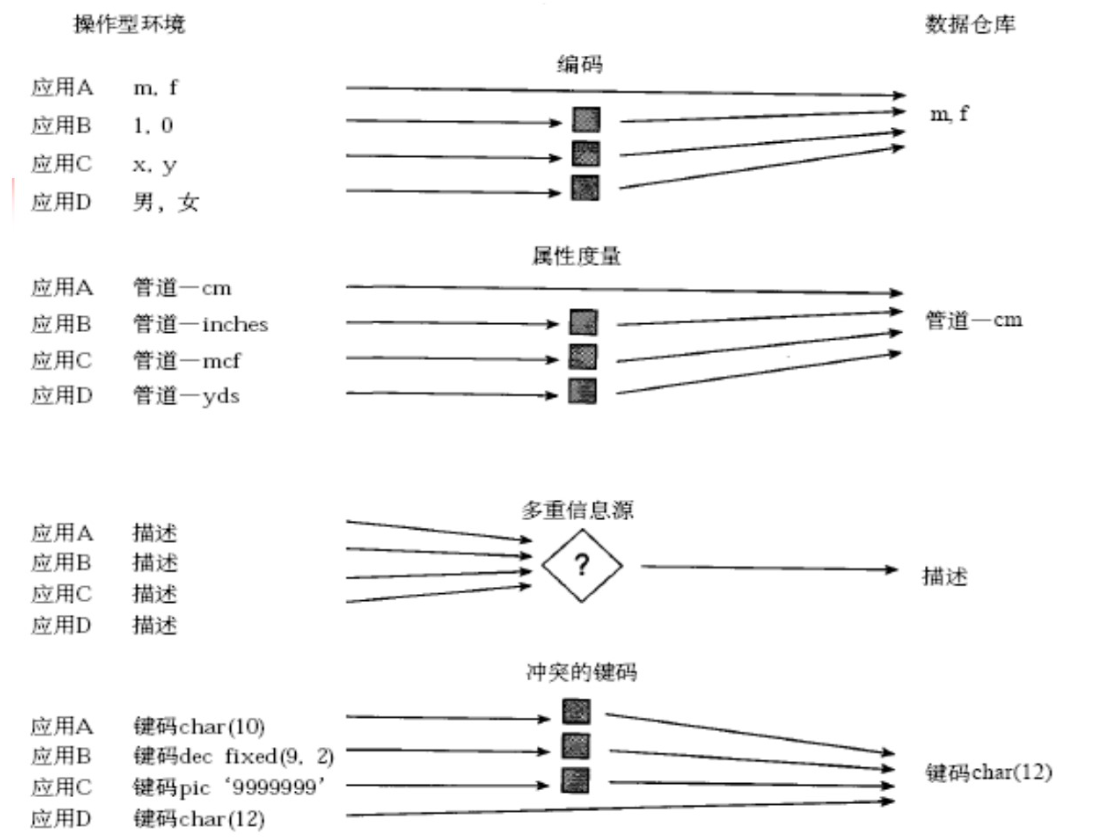 操作型环境 数据仓库
编码
应用A m, f
应用B 1, 0
应用C x, y
应用D 男, 女
m, f
属性度量
应用A 管道—cm
应用B 管道—inches
应用C 管道—mcf
应用D 管道—yds
管道—cm
多重信息源
应用A 描述
应用B 描述
应用C 描述
应用D 描述
?
描述
冲突的键码
应用A 键码char(10)
应用B 键码dec fixed(9, 2)
应用C 键码pic ‘9999999’
应用D 键码char(12)
键码char(12)